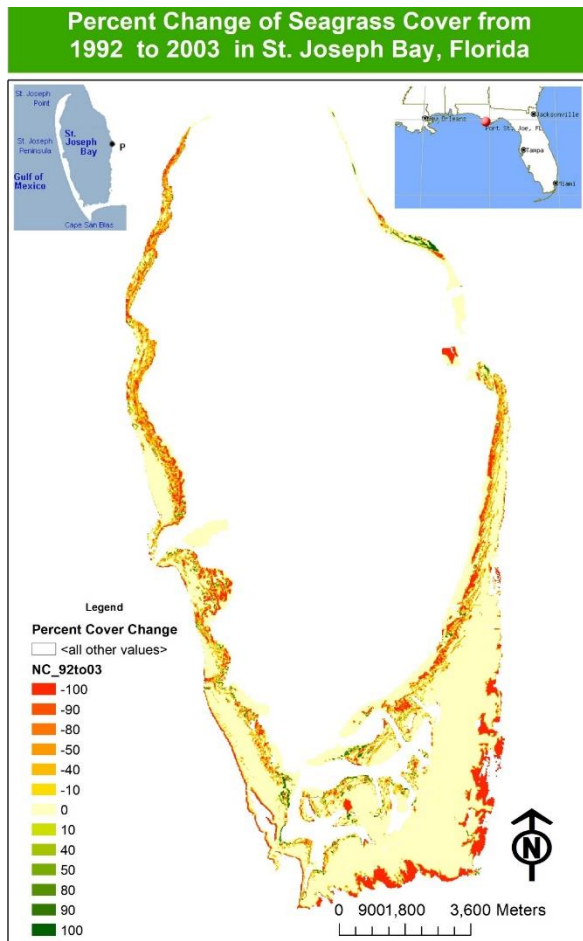 Percent Change of Seagrass Cover from
1992 to 2003 in St. Joseph Bay, Florida
St. Joseph
Point
St. Joseph
Peninsula
St.
Joseph
Bay
P
Gulf of
Mexico
Cape San Blas
New Orleans
Jacksonville
Port St. Joe, FL
Tampa
Miami
Legend
Percent Cover Change
<all other values>
NC_92to03
-100
-90
-80
-50
-40
-10
0
10
40
50
80
90
100
N
0 9001,800 3,600 Meters